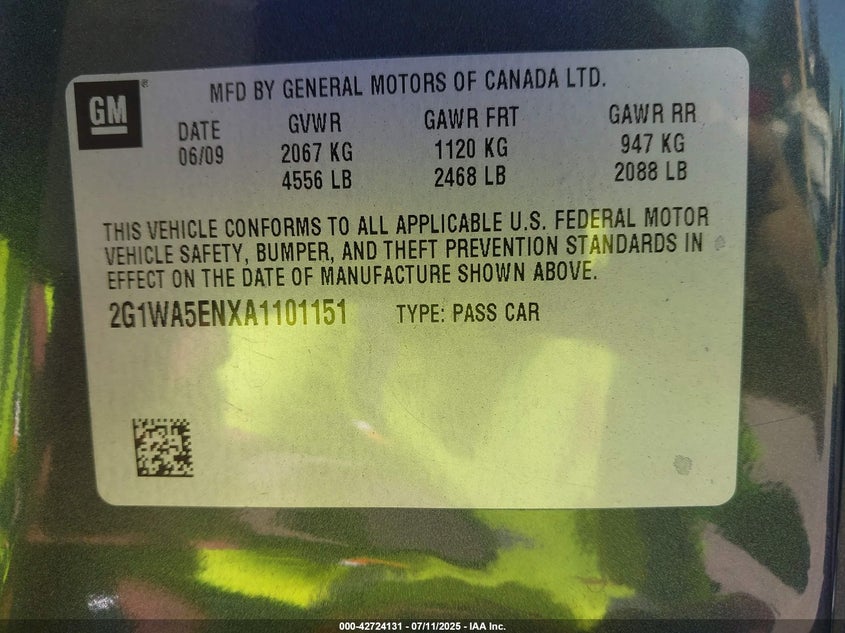 GM®
MFD BY GENERAL MOTORS OF CANADA LTD.
DATE GVWR GAWR FRT GAWR RR
06/09 2067 KG 1120 KG 947 KG
4556 LB 2468 LB 2088 LB
THIS VEHICLE CONFORMS TO ALL APPLICABLE U.S. FEDERAL MOTOR
VEHICLE SAFETY, BUMPER, AND THEFT PREVENTION STANDARDS IN
EFFECT ON THE DATE OF MANUFACTURE SHOWN ABOVE.
2G1WA5ENXA1101151 TYPE: PASS CAR
000-42724131 - 07/11/2025 - IAA Inc.